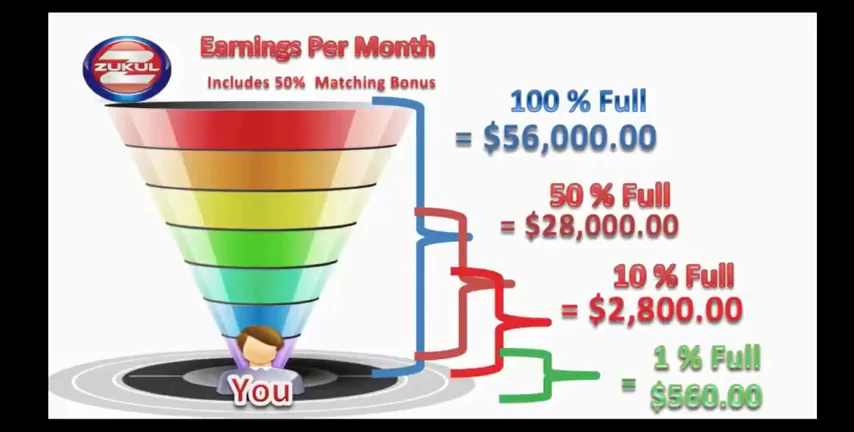 ZUKUL
Earnings Per Month
Includes 50% Matching Bonus
100 % Full
= $56,000.00
50 % Full
= $28,000.00
10 % Full
= $2,800.00
1 % Full
= $560.00
You